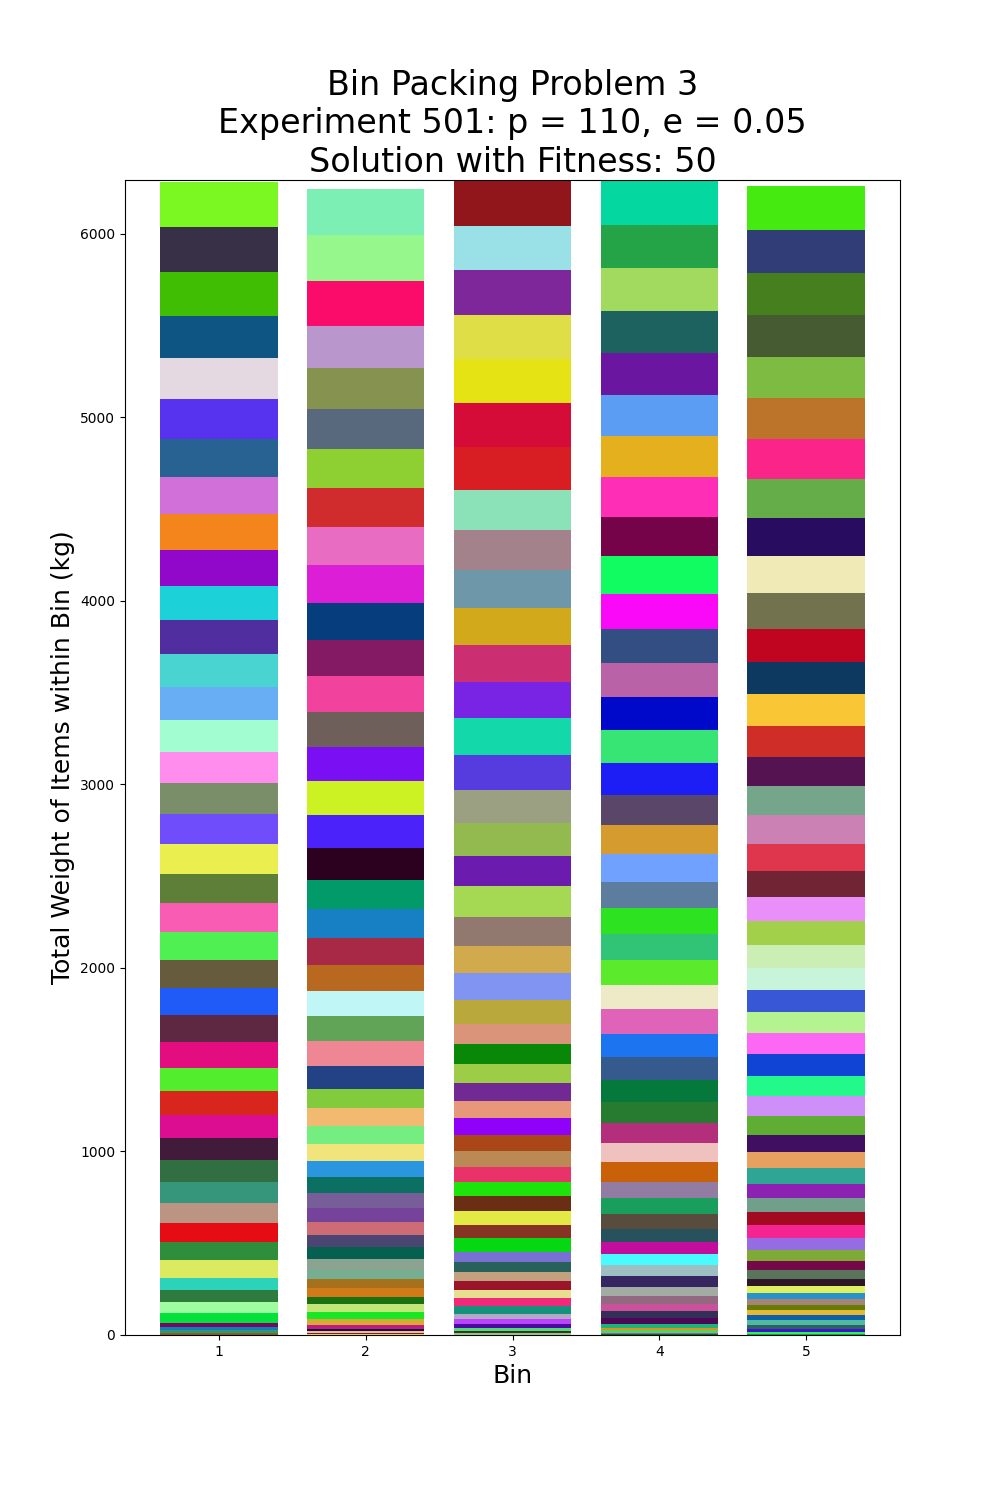 Bin Packing Problem 3
Experiment 501: p = 110, e = 0.05
Solution with Fitness: 50
Total Weight of Items within Bin (kg)
6000
5000
4000
3000
2000
1000
0
1 2 3 4 5
Bin